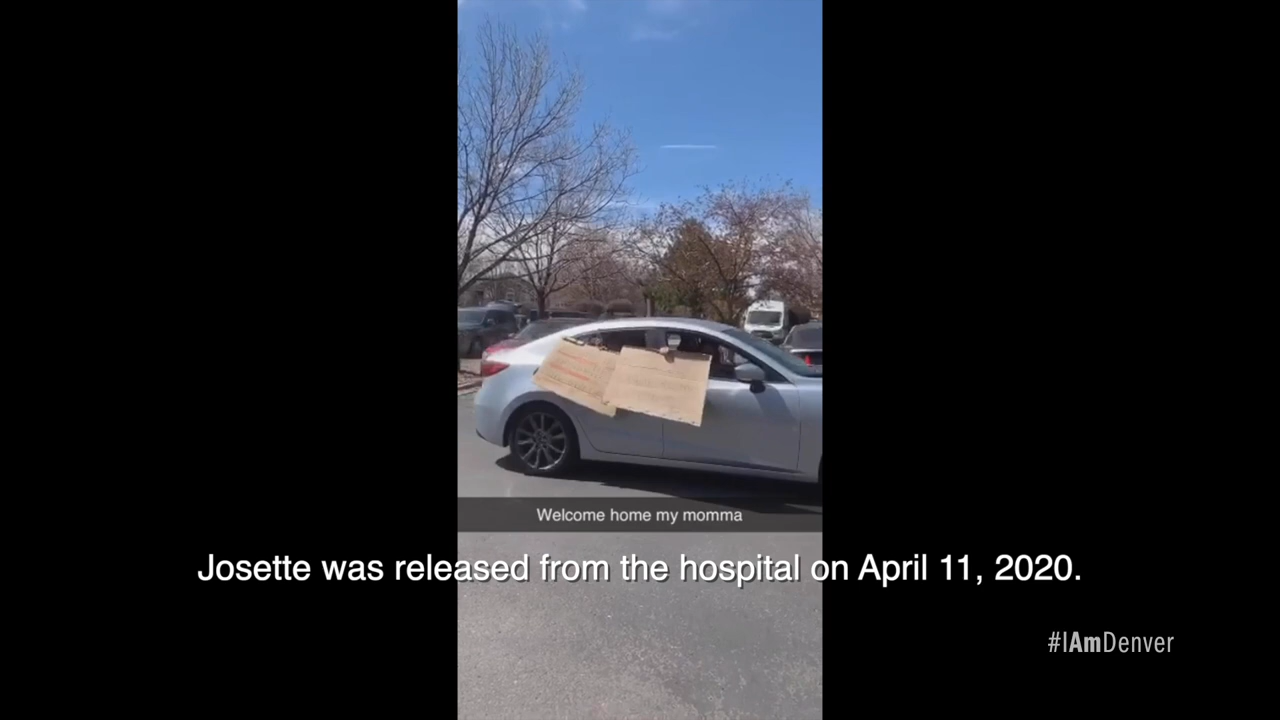 Welcome home my momma
Josette was released from the hospital on April 11, 2020.
#IAmDenver